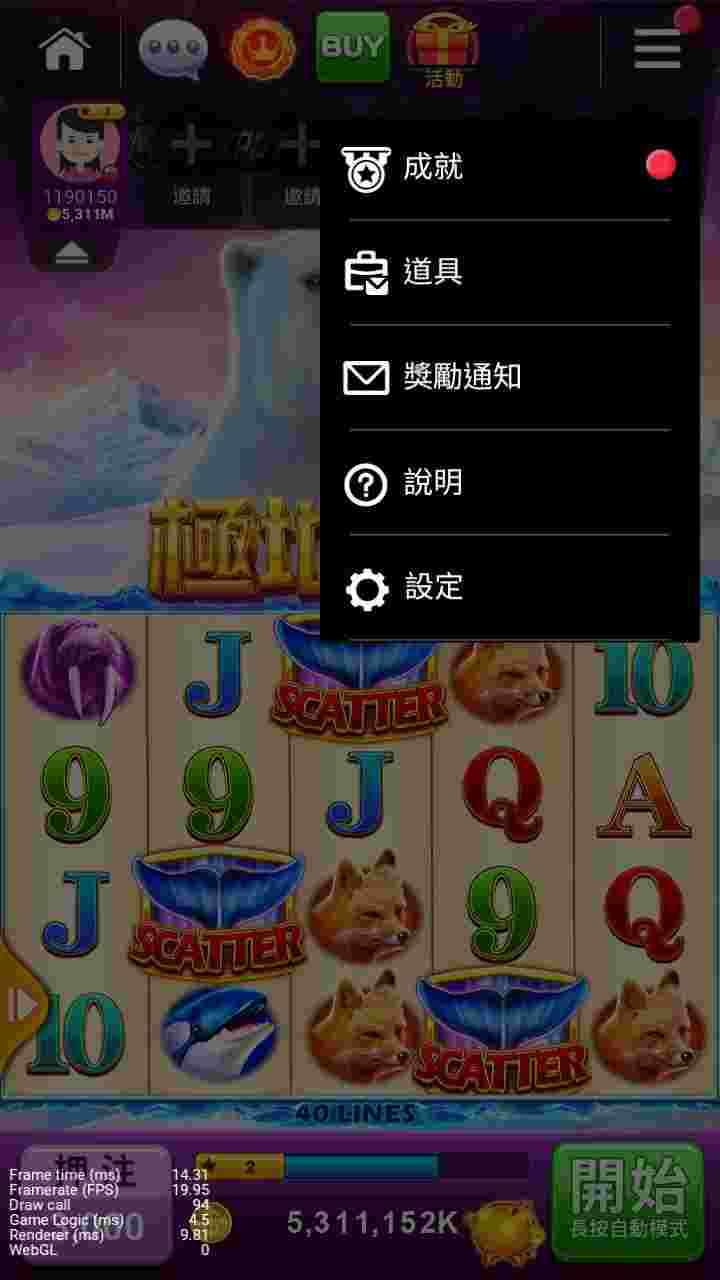 BUY
活動
1190150
5,311M
邀請
邀請
成就
道具
獎勵通知
說明
設定
極地
J
SCATTER
10
9
9
J
Q
A
J
SCATTER
9
Q
10
SCATTER
40 LINES
押注
2
5,311,152K
開始
長按自動模式
Frame time (ms) 14.31
Framerate (FPS) 19.95
Draw call 94
Game Logic (ms) 4.5
Renderer (ms) 9.81
WebGL 0